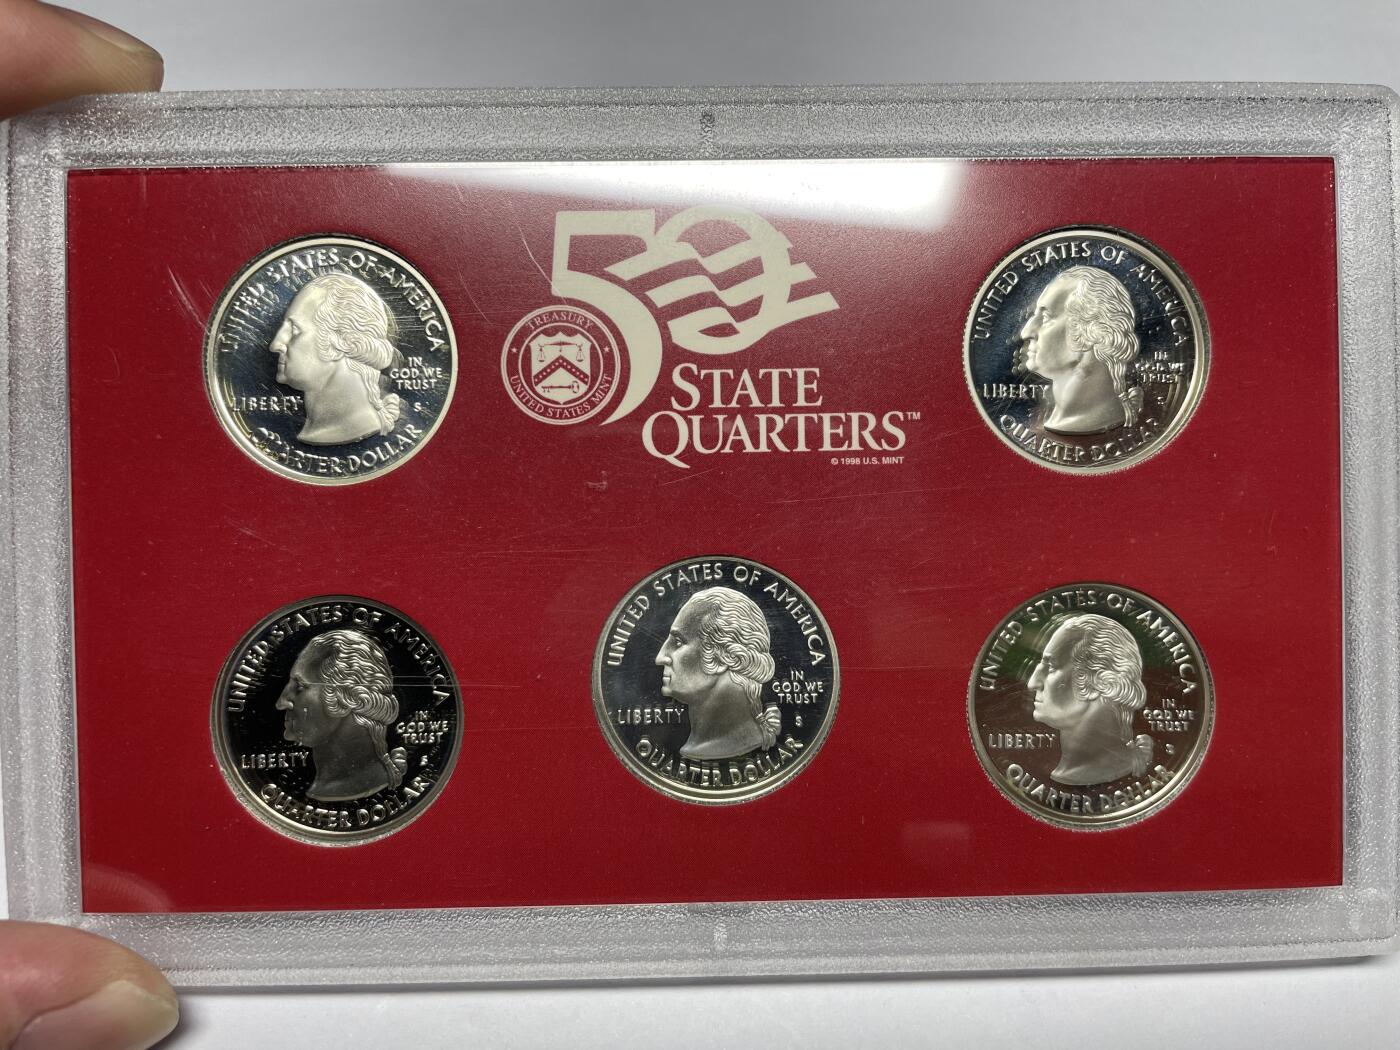 UNITED STATES OF AMERICA
LIBERTY
IN
GOD WE
TRUST
S
QUARTER DOLLAR
50
TREASURY
UNITED STATES MINT
STATE
QUARTERS™
© 1998 U.S. MINT
UNITED STATES OF AMERICA
LIBERTY
IN
GOD WE
TRUST
S
QUARTER DOLLAR
UNITED STATES OF AMERICA
LIBERTY
IN
GOD WE
TRUST
S
QUARTER DOLLAR
UNITED STATES OF AMERICA
LIBERTY
IN
GOD WE
TRUST
S
QUARTER DOLLAR
UNITED STATES OF AMERICA
LIBERTY
IN
GOD WE
TRUST
S
QUARTER DOLLAR